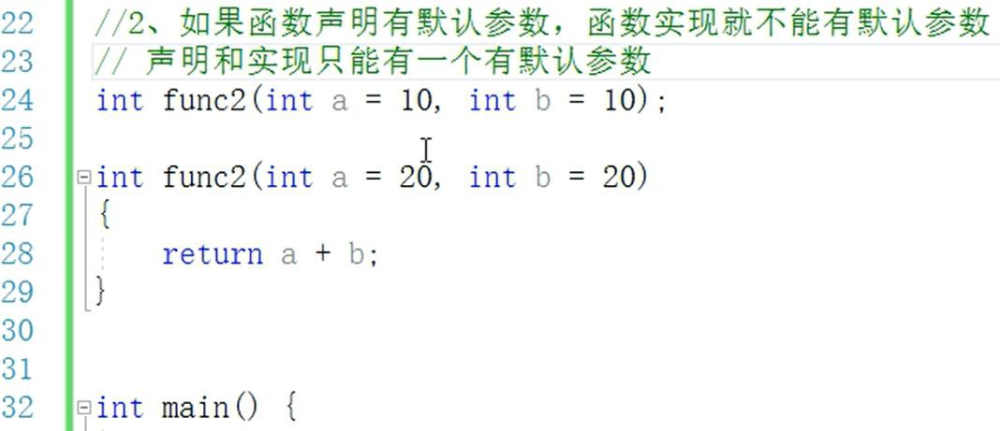 22 //2、如果函数声明有默认参数，函数实现就不能有默认参数
23 // 声明和实现只能有一个有默认参数
24 int func2(int a = 10, int b = 10);
25
26 int func2(int a = 20, int b = 20)
27 {
28 return a + b;
29 }
30
31
32 int main() {